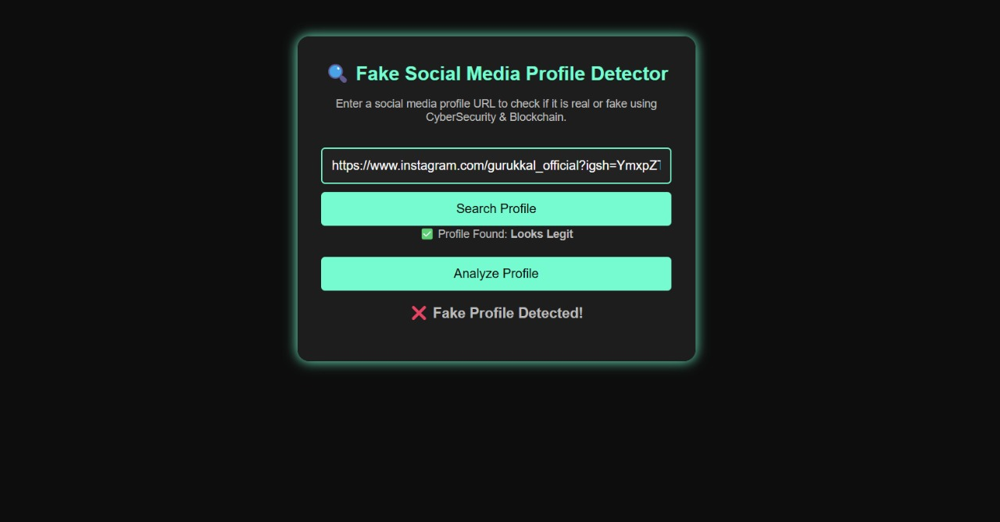 Fake Social Media Profile Detector
Enter a social media profile URL to check if it is real or fake using
CyberSecurity & Blockchain.
https://www.instagram.com/gurukkal_official?igsh=YmxpZT
Search Profile
✅ Profile Found: Looks Legit
Analyze Profile
❌ Fake Profile Detected!